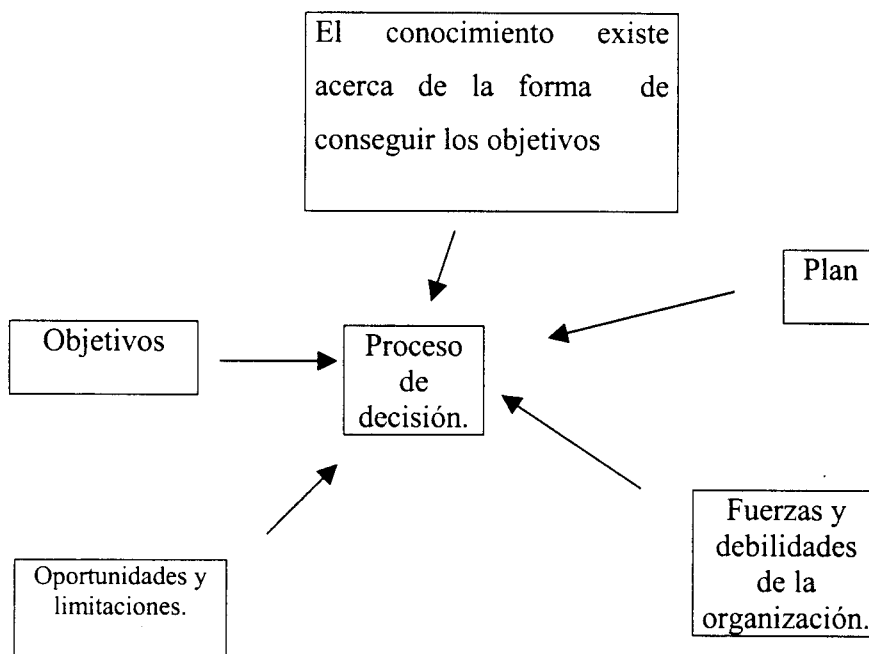 El conocimiento existe
acerca de la forma de
conseguir los objetivos
Plan
Objetivos
Proceso
de
decisión.
Fuerzas y
debilidades
de la
organización.
Oportunidades y
limitaciones.